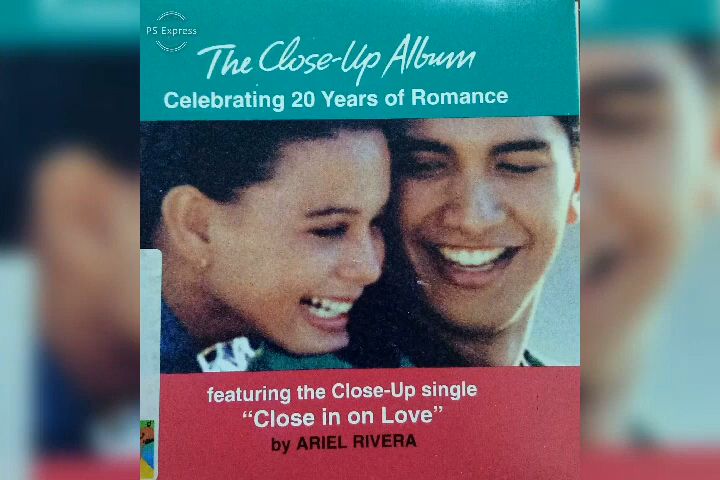 PS Express
The Close-Up Album
Celebrating 20 Years of Romance
featuring the Close-Up single
“Close in on Love”
by ARIEL RIVERA